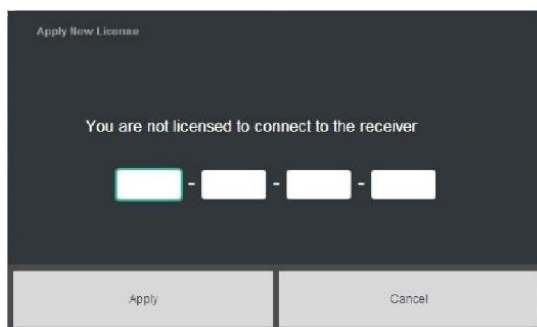 Apply New License
You are not licensed to connect to the receiver
- - -
Apply
Cancel